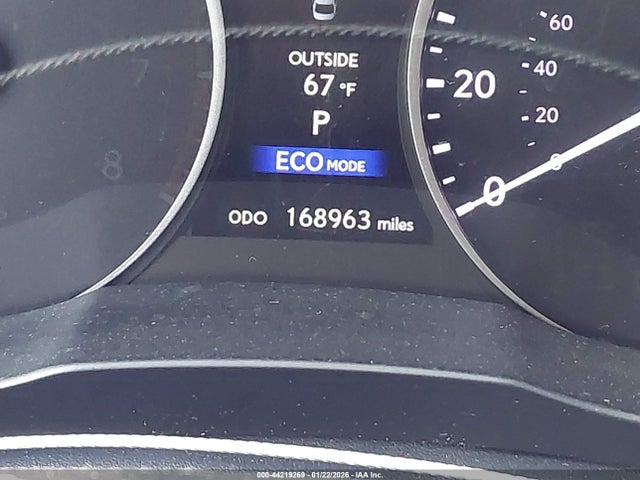 OUTSIDE
67 °F
P
ECO MODE
ODO 168963 miles
60
40
20
20
0
8
000-44219269 - 01/22/2026 - IAA Inc.